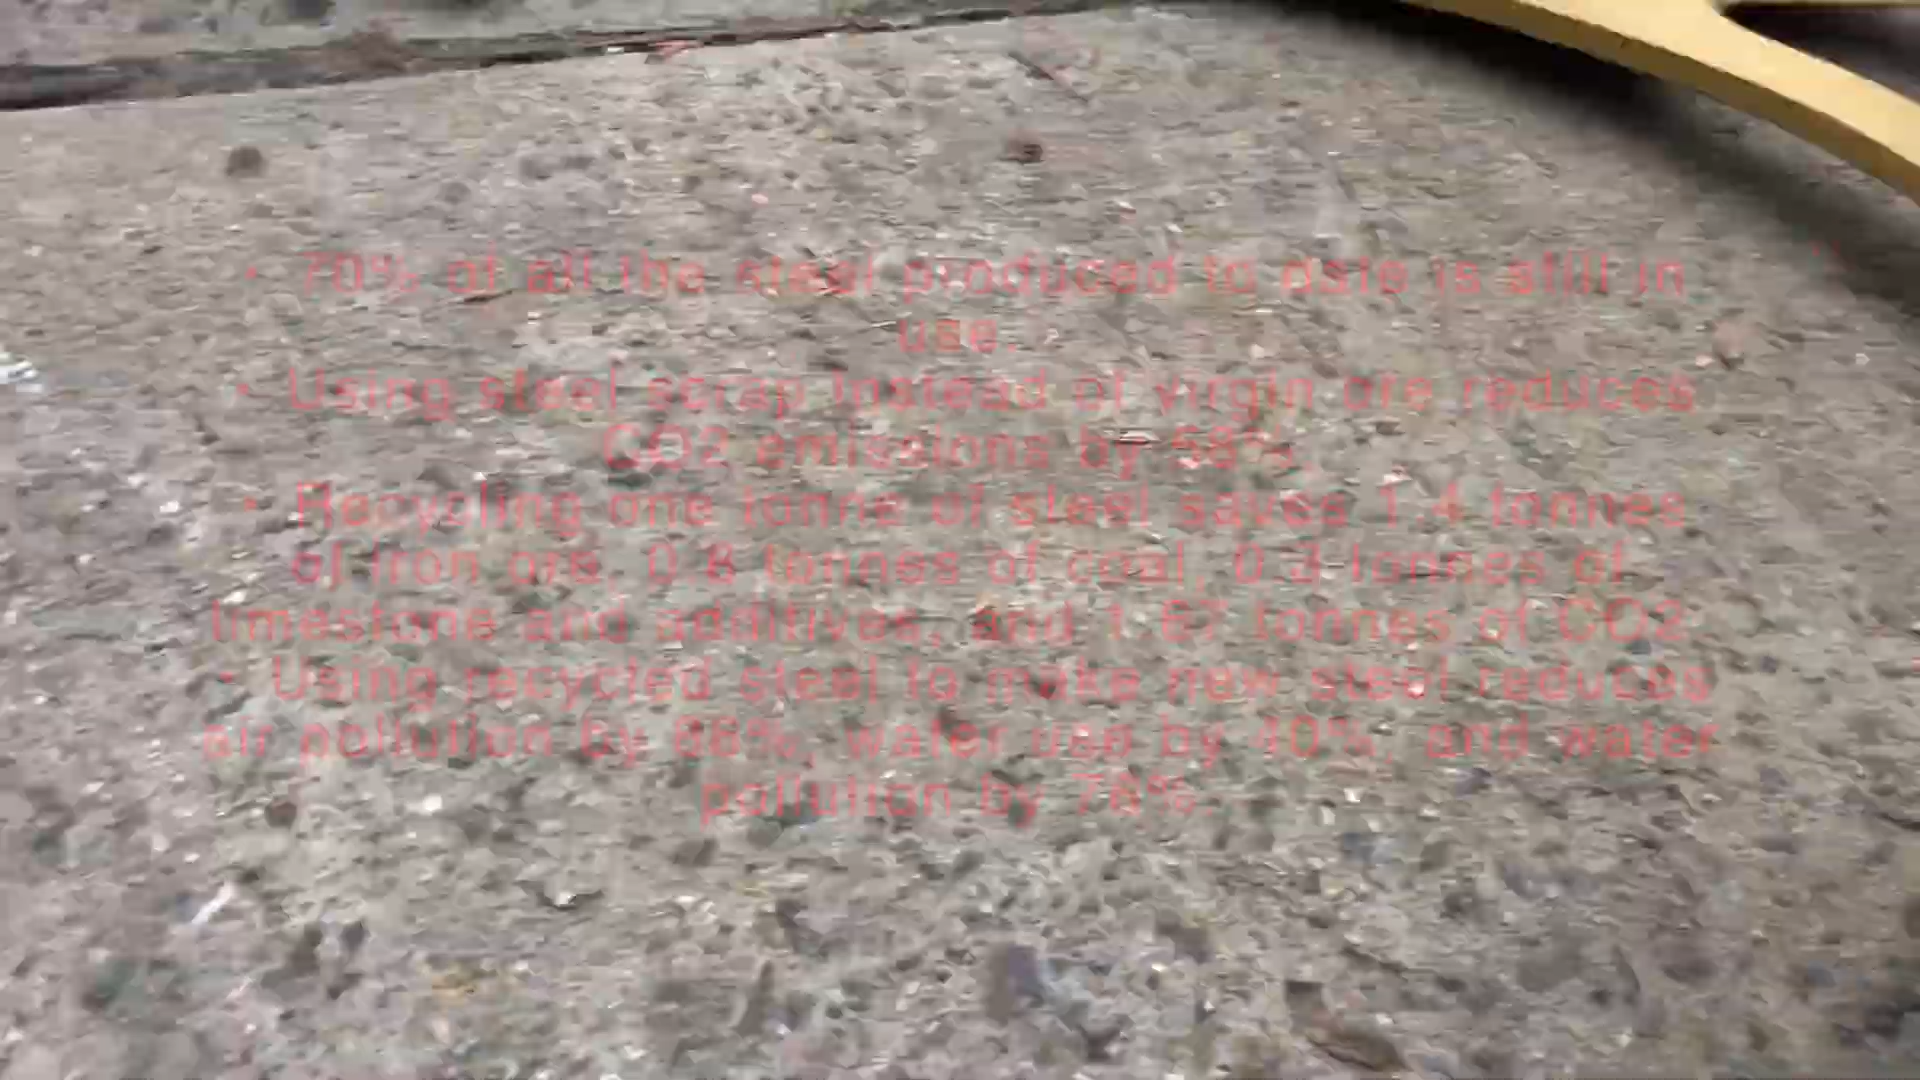 • 70% of all the steel produced to date is still in
use.
• Using steel scrap instead of virgin ore reduces
CO2 emissions by 58%.
• Recycling one tonne of steel saves 1.4 tonnes
of iron ore, 0.8 tonnes of coal, 0.3 tonnes of
limestone and additives, and 1.67 tonnes of CO2
• Using recycled steel to make new steel reduces
air pollution by 86%, water use by 40%, and water
pollution by 76%.